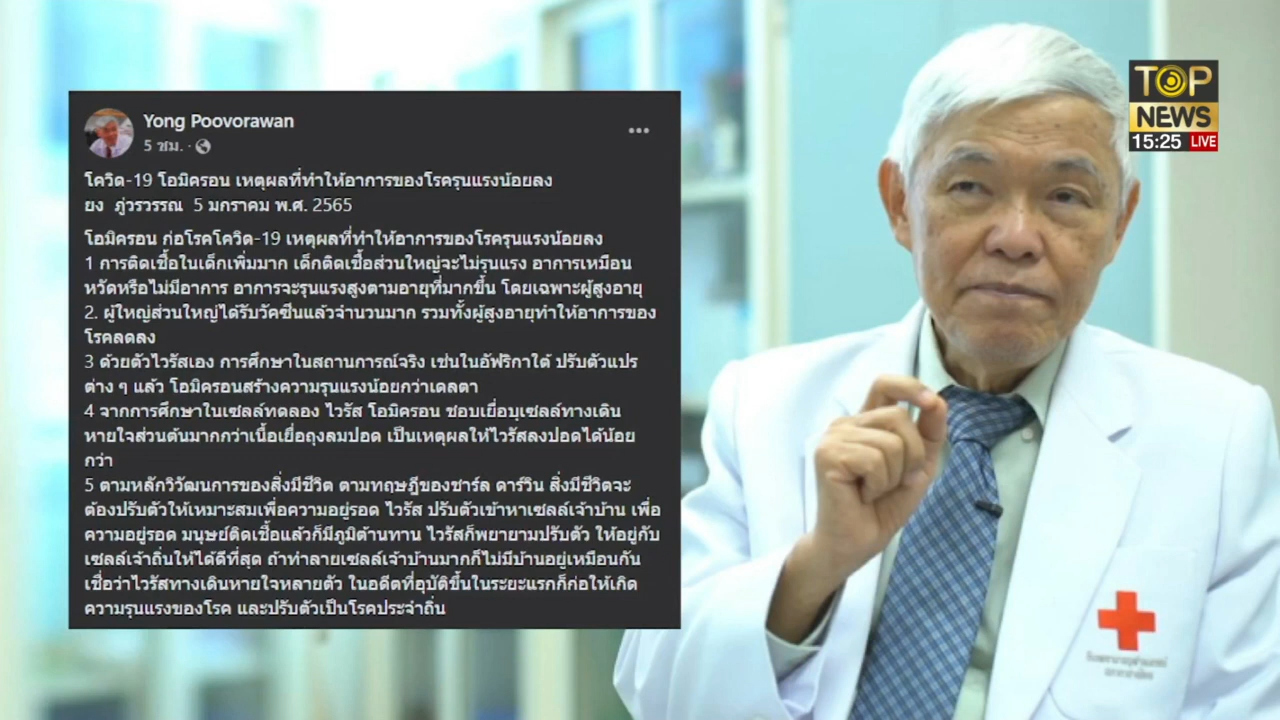 Yong Poovorawan
5 ชม. ·
โควิด-19 โอมิครอน เหตุผลที่ทำให้อาการของโรครุนแรงน้อยลง
ยง ภู่วรวรรณ 5 มกราคม พ.ศ. 2565
โอมิครอน ก่อโรคโควิด-19 เหตุผลที่ทำให้อาการของโรครุนแรงน้อยลง
1 การติดเชื้อในเด็กเพิ่มมาก เด็กติดเชื้อส่วนใหญ่จะไม่รุนแรง อาการเหมือน
หวัดหรือไม่มีอาการ อาการจะรุนแรงสูงตามอายุที่มากขึ้น โดยเฉพาะผู้สูงอายุ
2. ผู้ใหญ่ส่วนใหญ่ได้รับวัคซีนแล้วจำนวนมาก รวมทั้งผู้สูงอายุทำให้อาการของ
โรคลดลง
3 ด้วยตัวไวรัสเอง การศึกษาในสถานการณ์จริง เช่นในอัฟริกาใต้ ปรับตัวแปร
ต่าง ๆ แล้ว โอมิครอนสร้างความรุนแรงน้อยกว่าเดลตา
4 จากการศึกษาในเซลล์ทดลอง ไวรัส โอมิครอน ชอบเยื่อบุเซลล์ทางเดิน
หายใจส่วนต้นมากกว่าเนื้อเยื่อถุงลมปอด เป็นเหตุผลให้ไวรัสลงปอดได้น้อย
กว่า
5 ตามหลักวิวัฒนการของสิ่งมีชีวิต ตามทฤษฎีของชาร์ล ดาร์วิน สิ่งมีชีวิตจะ
ต้องปรับตัวให้เหมาะสมเพื่อความอยู่รอด ไวรัส ปรับตัวเข้าหาเซลล์เจ้าบ้าน เพื่อ
ความอยู่รอด มนุษย์ติดเชื้อแล้วก็มีภูมิต้านทาน ไวรัสก็พยายามปรับตัว ให้อยู่กับ
เซลล์เจ้าถิ่นให้ได้ดีที่สุด ถ้าทำลายเซลล์เจ้าบ้านมากก็ไม่มีบ้านอยู่เหมือนกัน
เชื่อว่าไวรัสทางเดินหายใจหลายตัว ในอดีตที่อุบัติขึ้นในระยะแรกก็ก่อให้เกิด
ความรุนแรงของโรค และปรับตัวเป็นโรคประจำถิ่น
TOP
NEWS
15:25 LIVE
โรงพยาบาลจุฬาลงกรณ์
สภากาชาดไทย